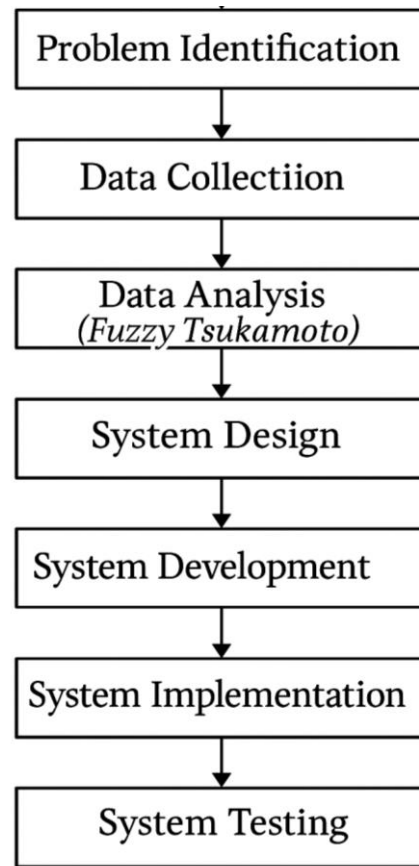 Problem Identification
Data Collectiion
Data Analysis
(Fuzzy Tsukamoto)
System Design
System Development
System Implementation
System Testing